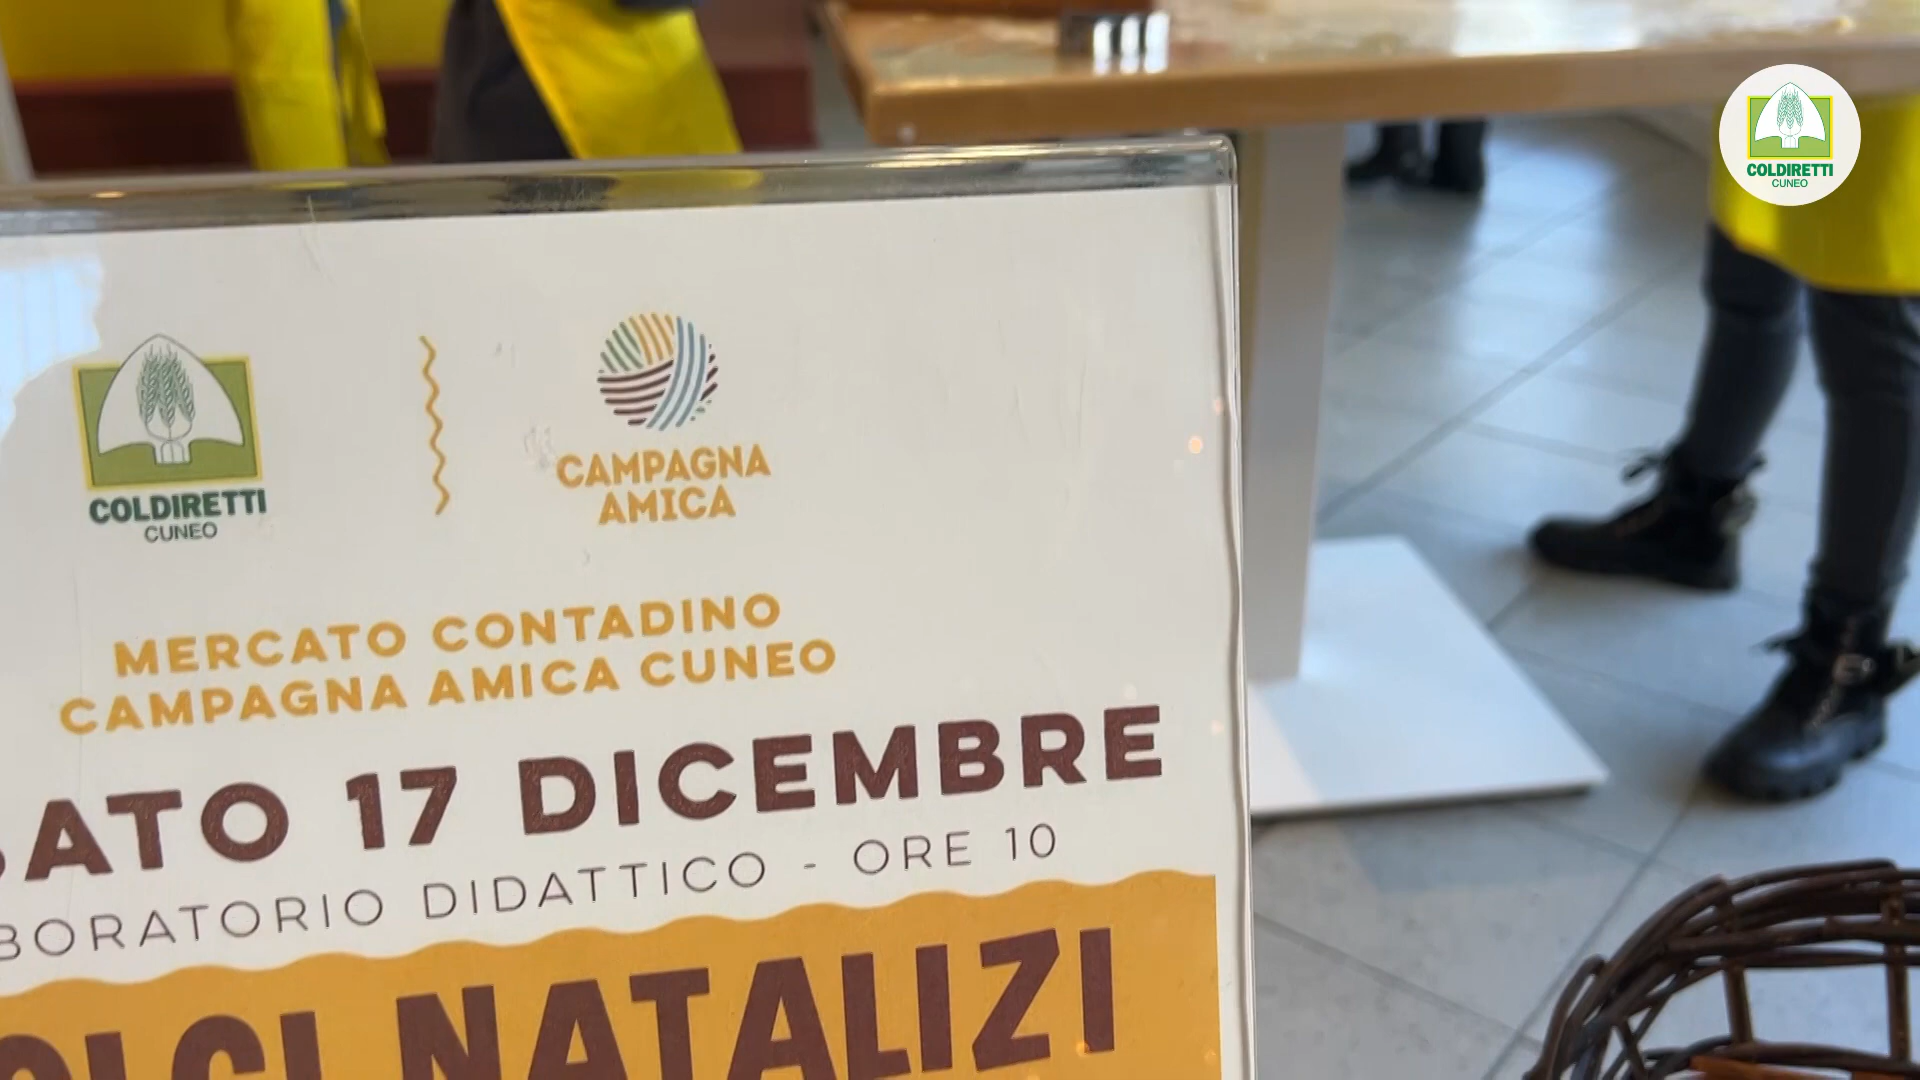 COLDIRETTI
CUNEO
COLDIRETTI
CUNEO
CAMPAGNA
AMICA
MERCATO CONTADINO
CAMPAGNA AMICA CUNEO
ATO 17 DICEMBRE
BORATORIO DIDATTICO - ORE 10
LCI NATALIZI